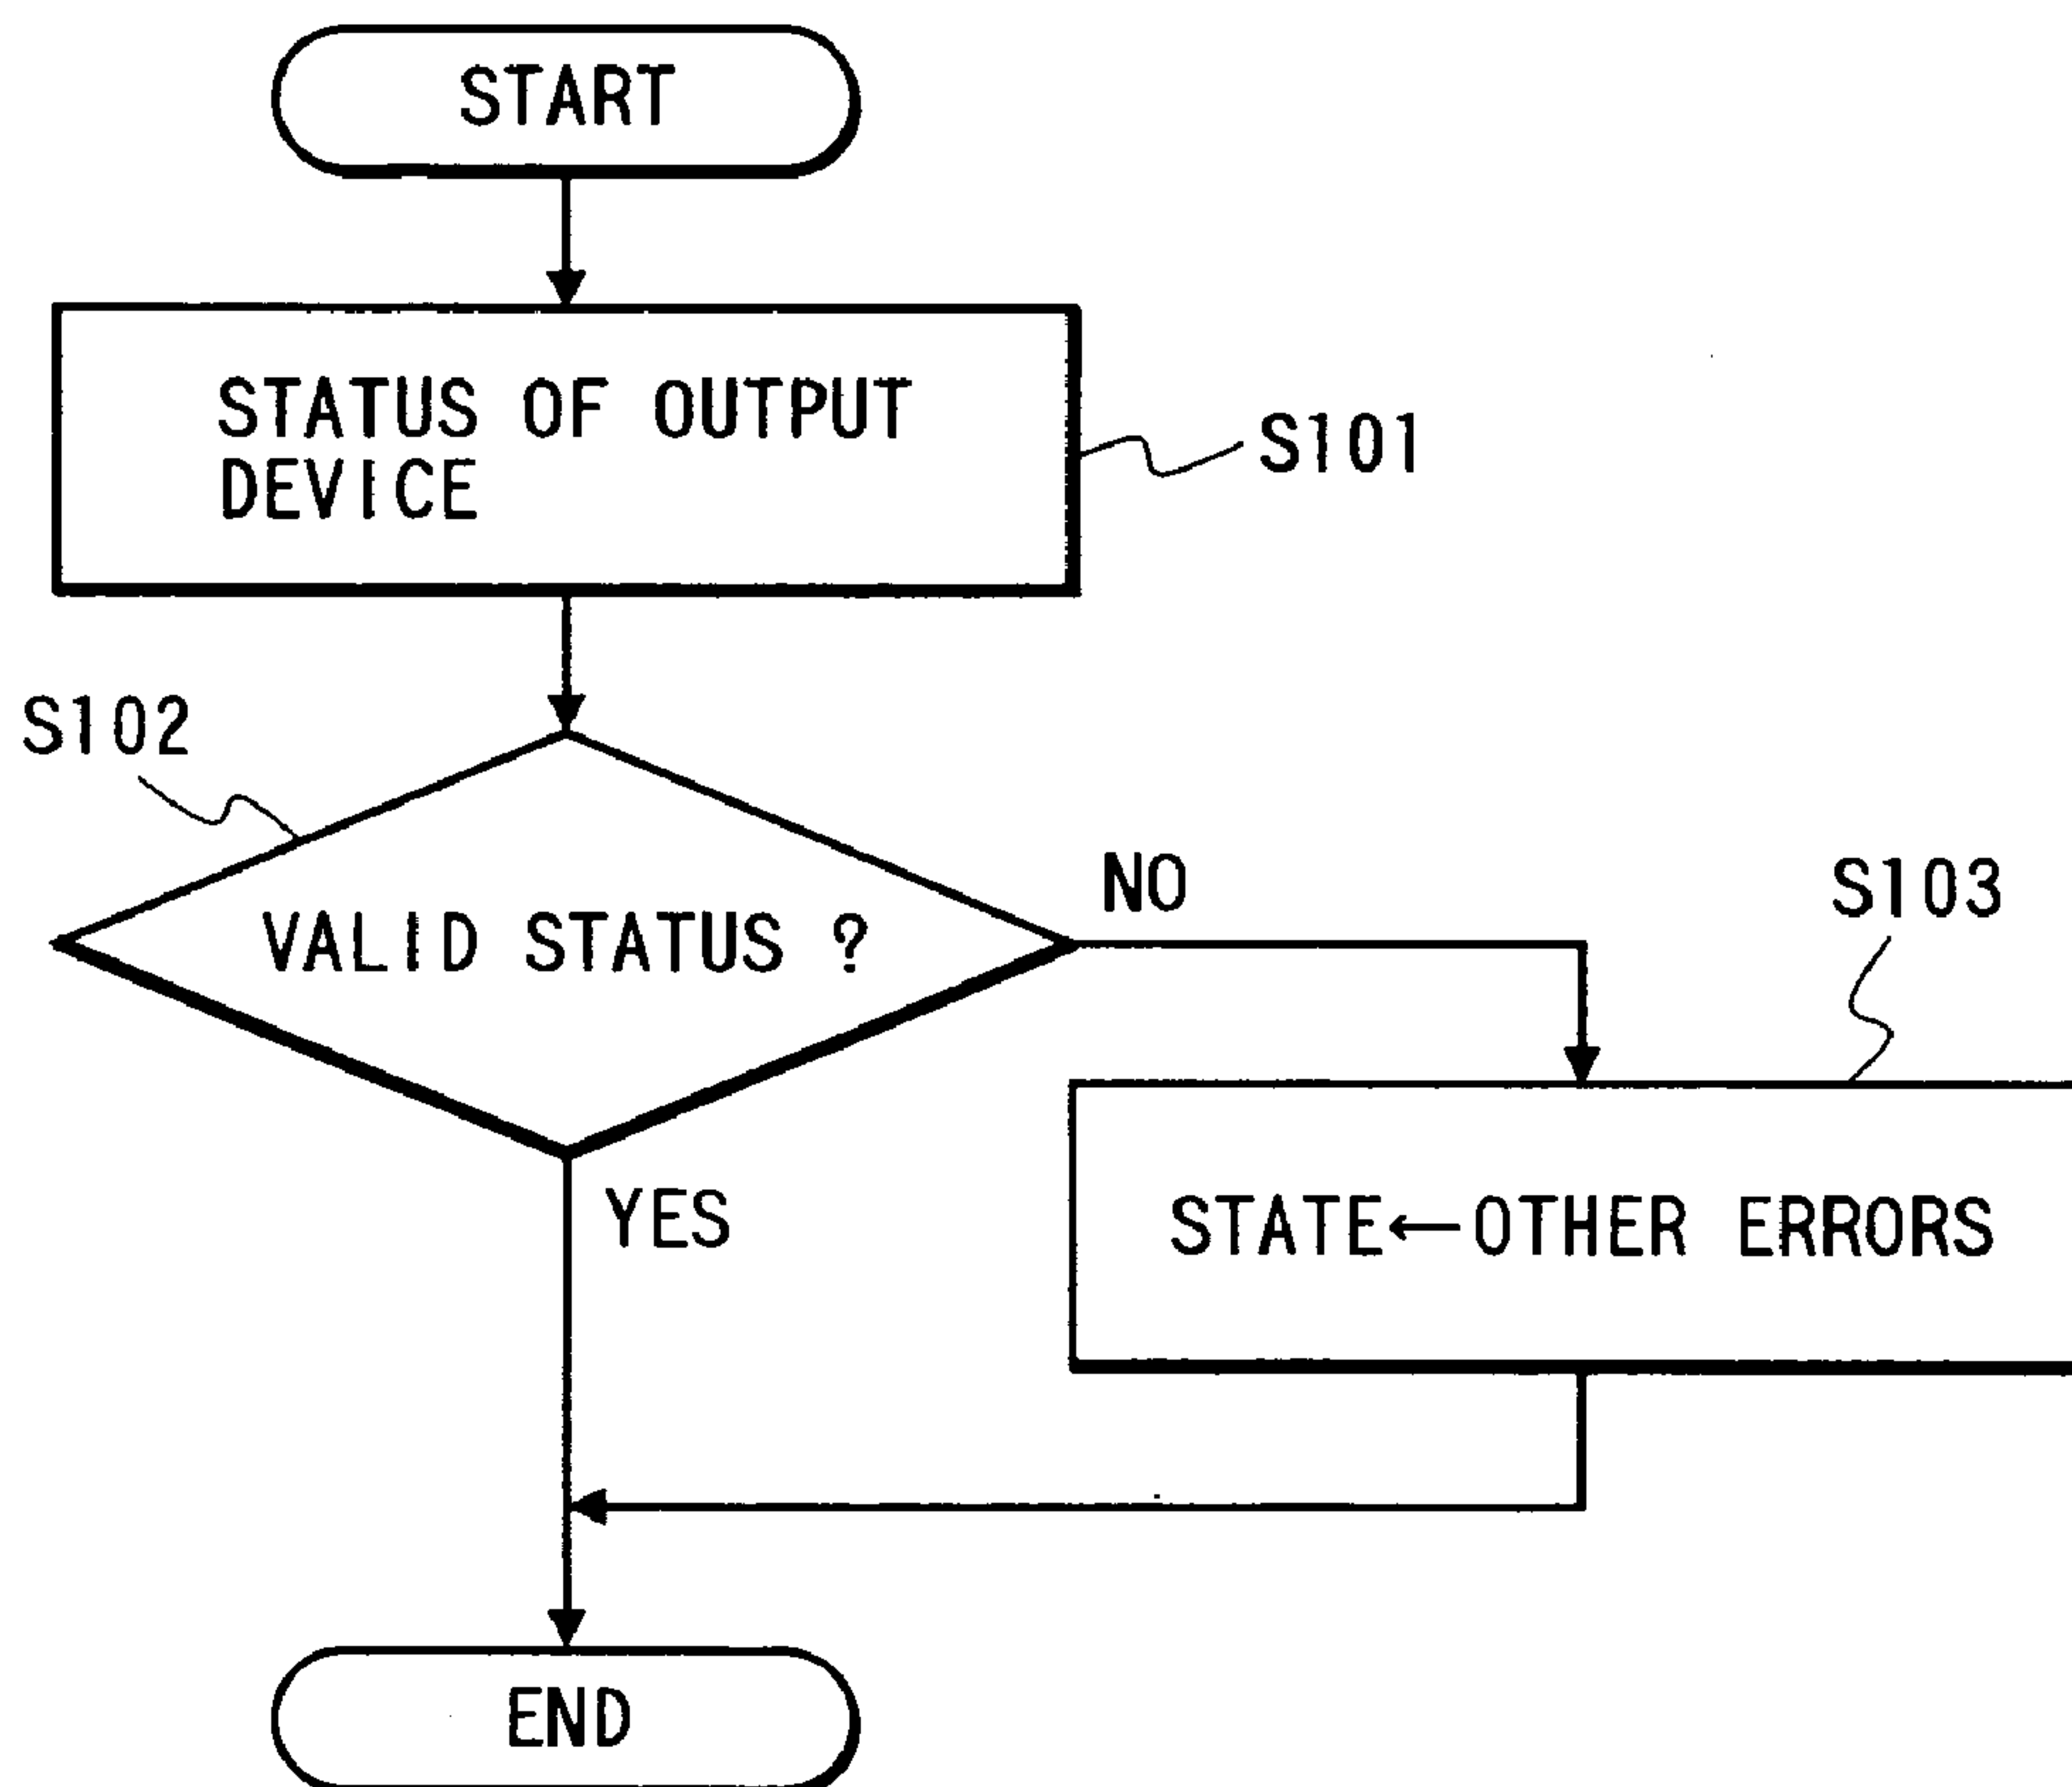 START
STATUS OF OUTPUT
DEVICE
S101
S102
VALID STATUS ?
NO
S103
YES
STATE←OTHER ERRORS
END